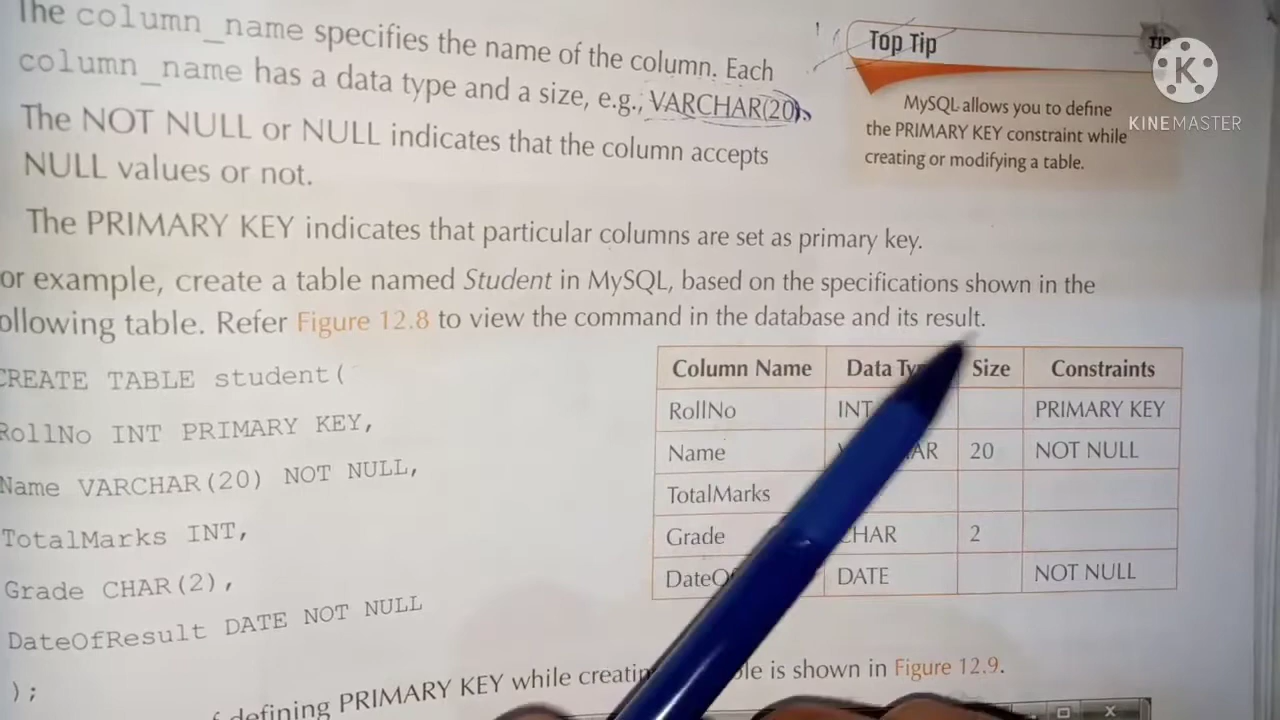 The column_name specifies the name of the column. Each
column_name has a data type and a size, e.g., VARCHAR(20).
The NOT NULL or NULL indicates that the column accepts
NULL values or not.
The PRIMARY KEY indicates that particular columns are set as primary key.
or example, create a table named Student in MySQL, based on the specifications shown in the
ollowing table. Refer Figure 12.8 to view the command in the database and its result.
Top Tip
TIP
MySQL allows you to define
the PRIMARY KEY constraint while
creating or modifying a table.
K
KINEMASTER
CREATE TABLE student(
RollNo INT PRIMARY KEY,
Name VARCHAR(20) NOT NULL,
TotalMarks INT,
Grade CHAR(2),
DateOfResult DATE NOT NULL
);
Column Name Data Ty Size Constraints
RollNo INT PRIMARY KEY
Name AR 20 NOT NULL
TotalMarks
Grade CHAR 2
DateO DATE NOT NULL
defining PRIMARY KEY while creatin le is shown in Figure 12.9.